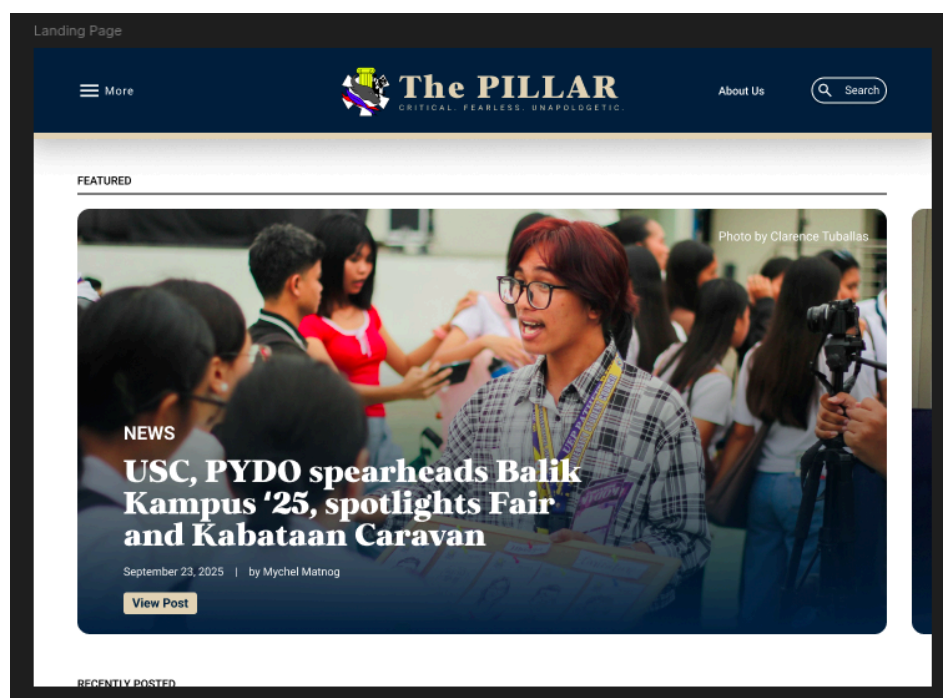 Landing Page
More
The PILLAR
CRITICAL. FEARLESS. UNAPOLOGETIC.
About Us
Search
FEATURED
Photo by Clarence Tuballas
NEWS
USC, PYDO spearheads Balik
Kampus ‘25, spotlights Fair
and Kabataan Caravan
September 23, 2025 | by Mychel Matnog
View Post
RECENTLY POSTED